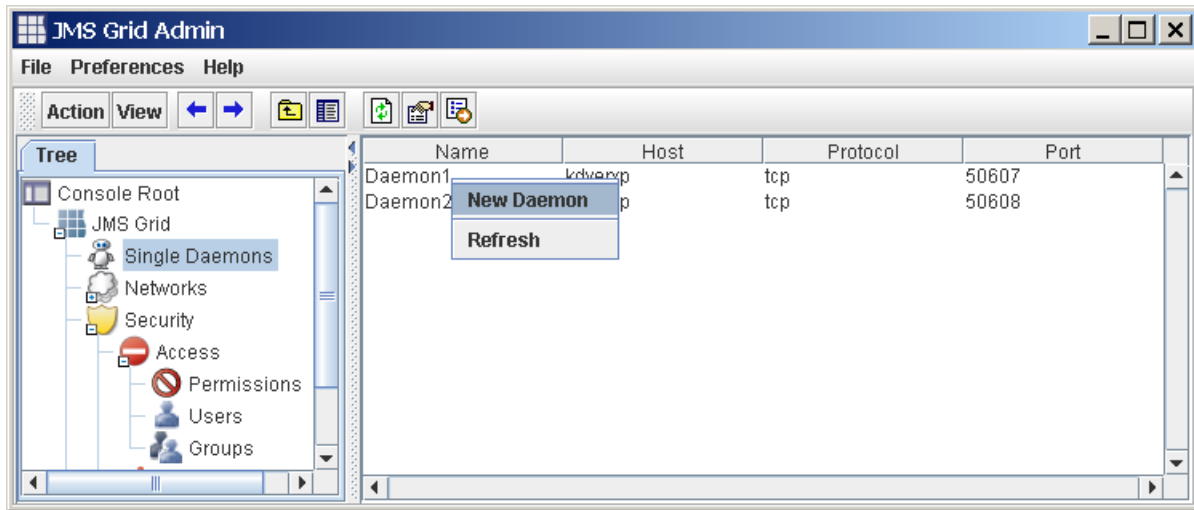 JMS Grid Admin
File Preferences Help
Action View
Tree
Name Host Protocol Port
Console Root
JMS Grid
Single Daemons
Networks
Security
Access
Permissions
Users
Groups
Daemon1 kdyerxp tcp 50607
Daemon2 p tcp 50608
New Daemon
Refresh